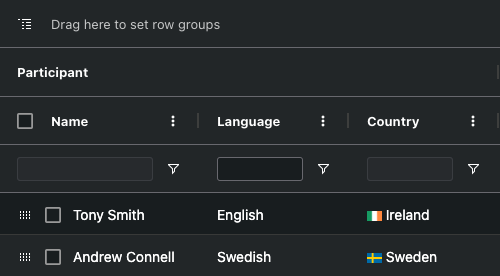 Drag here to set row groups
Participant
Name Language Country
Tony Smith English Ireland
Andrew Connell Swedish Sweden